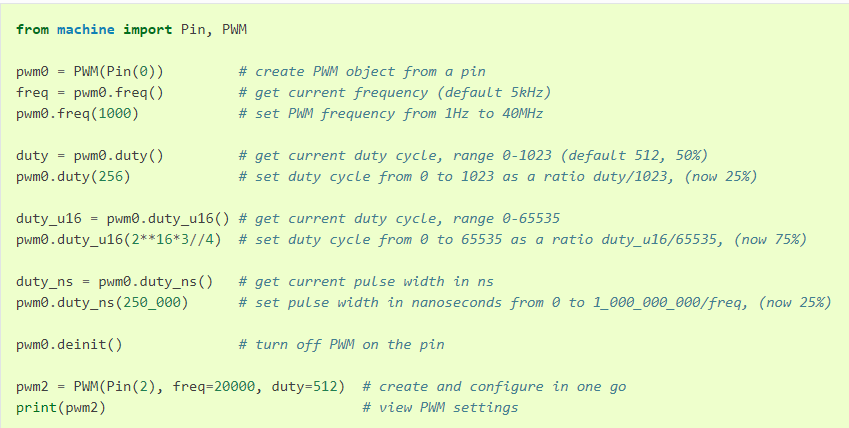 from machine import Pin, PWM
pwm0 = PWM(Pin(0))         # create PWM object from a pin
freq = pwm0.freq()         # get current frequency (default 5kHz)
pwm0.freq(1000)            # set PWM frequency from 1Hz to 40MHz
duty = pwm0.duty()         # get current duty cycle, range 0-1023 (default 512, 50%)
pwm0.duty(256)             # set duty cycle from 0 to 1023 as a ratio duty/1023, (now 25%)
duty_u16 = pwm0.duty_u16() # get current duty cycle, range 0-65535
pwm0.duty_u16(2**16*3//4)  # set duty cycle from 0 to 65535 as a ratio duty_u16/65535, (now 75%)
duty_ns = pwm0.duty_ns()   # get current pulse width in ns
pwm0.duty_ns(250_000)      # set pulse width in nanoseconds from 0 to 1_000_000_000/freq, (now 25%)
pwm0.deinit()              # turn off PWM on the pin
pwm2 = PWM(Pin(2), freq=20000, duty=512)  # create and configure in one go
print(pwm2)                               # view PWM settings